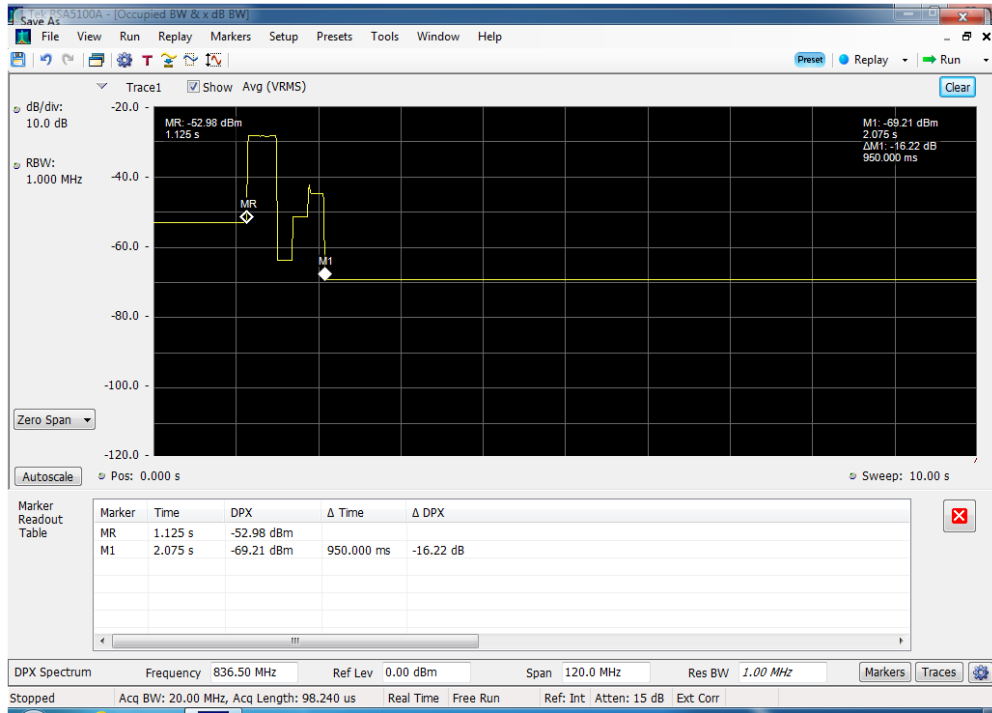 Tek RSA5100A - [Occupied BW & x dB BW]
Save As
File View Run Replay Markers Setup Presets Tools Window Help
T Preset Replay Run
Trace1 Show Avg (VRMS) Clear
dB/div:
10.0 dB
RBW:
1.000 MHz
-20.0
-40.0
-60.0
-80.0
-100.0
-120.0
MR: -52.98 dBm
1.125 s
M1: -69.21 dBm
2.075 s
ΔM1: -16.22 dB
950.000 ms
MR
M1
Zero Span
Autoscale Pos: 0.000 s Sweep: 10.00 s
Marker
Readout
Table
Marker Time DPX Δ Time Δ DPX
MR 1.125 s -52.98 dBm
M1 2.075 s -69.21 dBm 950.000 ms -16.22 dB
DPX Spectrum Frequency 836.50 MHz Ref Lev 0.00 dBm Span 120.0 MHz Res BW 1.00 MHz Markers Traces
Stopped Acq BW: 20.00 MHz, Acq Length: 98.240 us Real Time Free Run Ref: Int Atten: 15 dB Ext Corr